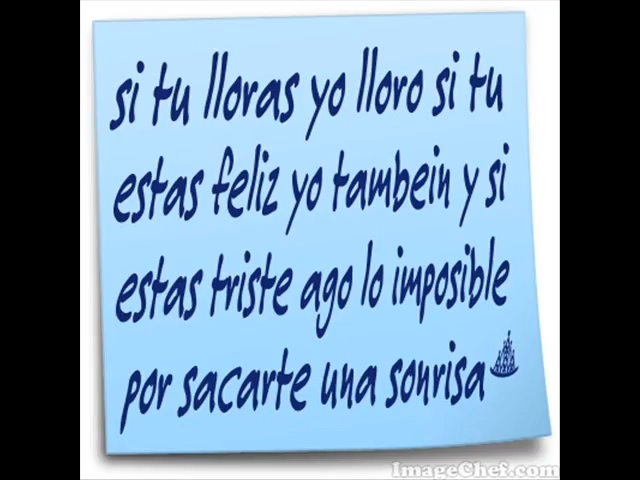 si tu lloras yo lloro si tu
estas feliz yo tambein y si
estas triste ago lo imposible
por sacarte una sonrisa
ImageChef.com